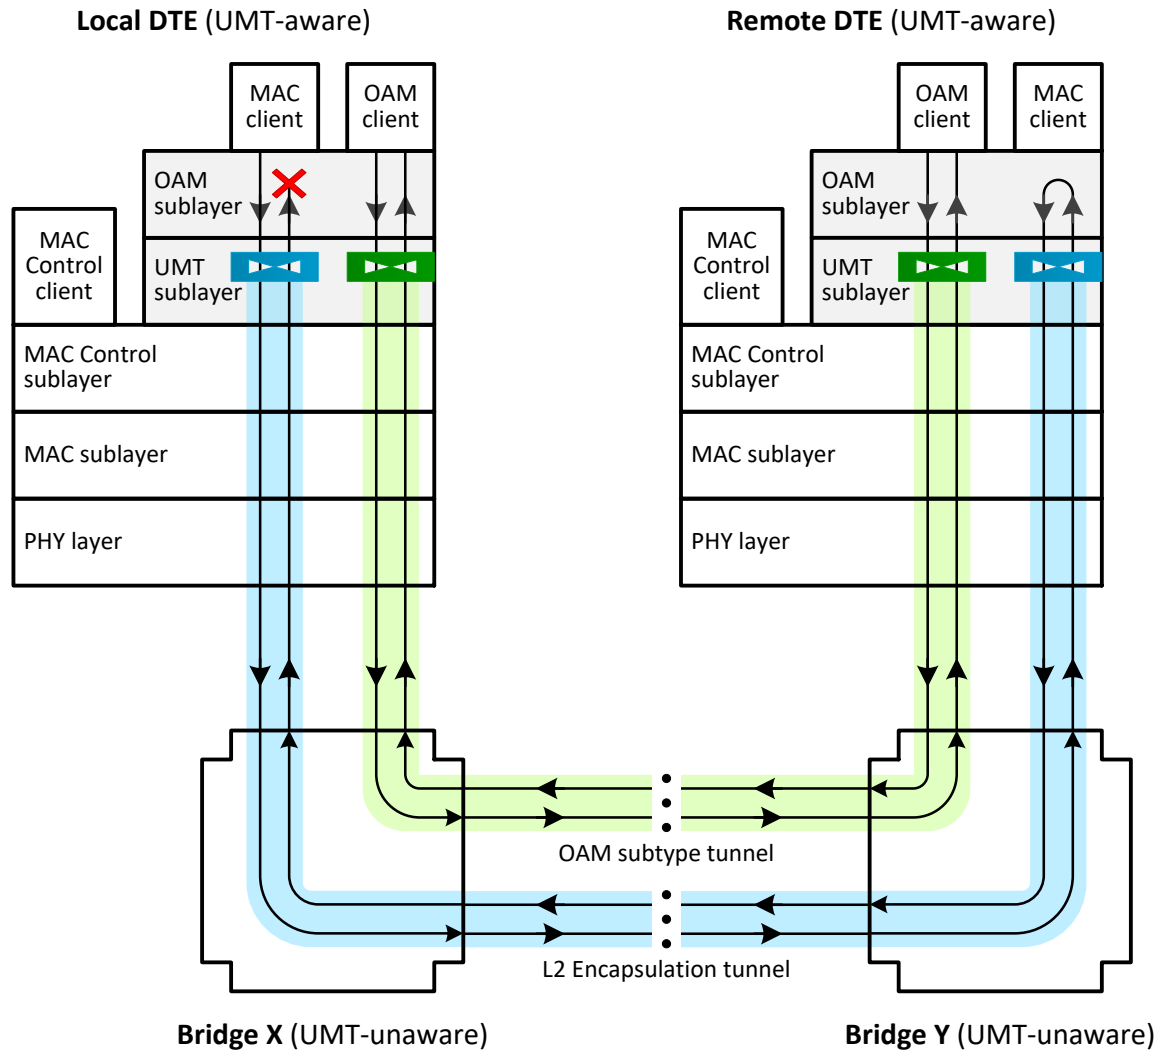 Local DTE (UMT-aware)
Remote DTE (UMT-aware)
MAC
client
OAM
client
OAM
client
MAC
client
OAM
sublayer
OAM
sublayer
MAC
Control
client
UMT
sublayer
MAC
Control
client
UMT
sublayer
MAC Control
sublayer
MAC Control
sublayer
MAC sublayer
MAC sublayer
PHY layer
PHY layer
OAM subtype tunnel
L2 Encapsulation tunnel
Bridge X (UMT-unaware)
Bridge Y (UMT-unaware)